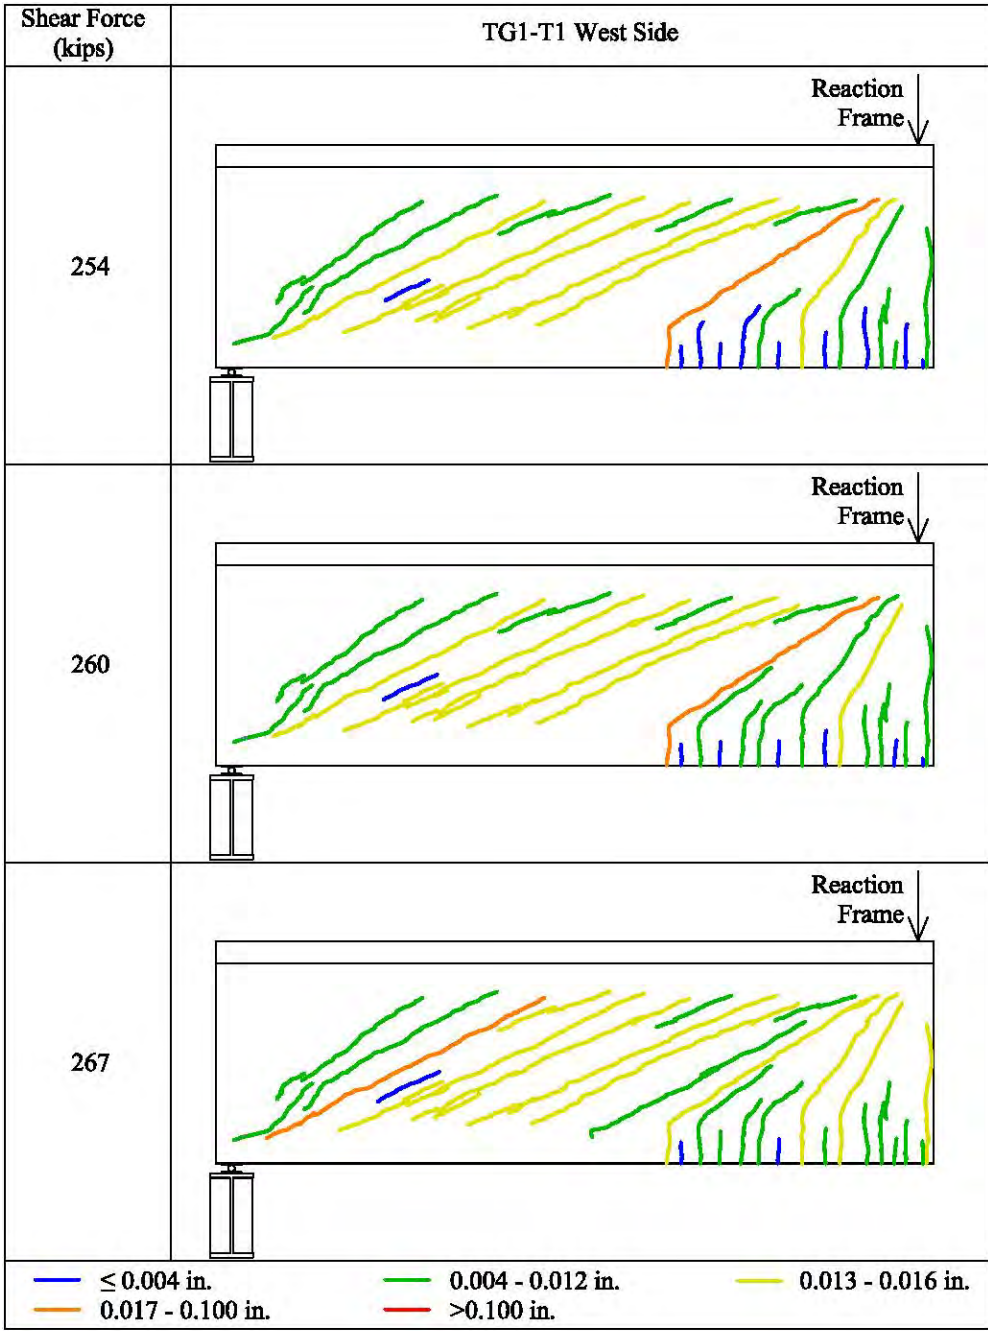 Shear Force
(kips)
TG1-T1 West Side
254
Reaction
Frame
260
Reaction
Frame
267
Reaction
Frame
≤ 0.004 in.
0.004 - 0.012 in.
0.013 - 0.016 in.
0.017 - 0.100 in.
>0.100 in.